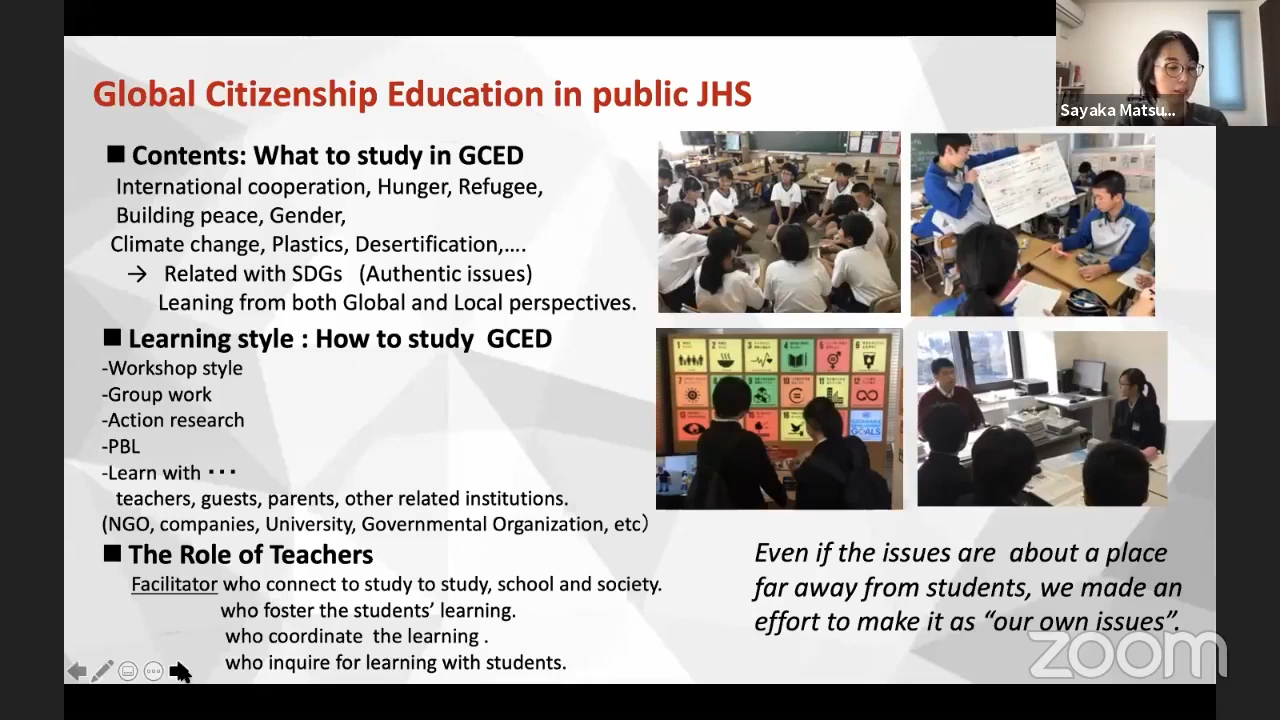 Global Citizenship Education in public JHS
Sayaka Matsu...
■ Contents: What to study in GCED
International cooperation, Hunger, Refugee,
Building peace, Gender,
Climate change, Plastics, Desertification,....
→ Related with SDGs (Authentic issues)
Leaning from both Global and Local perspectives.
■ Learning style : How to study GCED
-Workshop style
-Group work
-Action research
-PBL
-Learn with ・・・
teachers, guests, parents, other related institutions.
(NGO, companies, University, Governmental Organization, etc）
■ The Role of Teachers
Facilitator who connect to study to study, school and society.
who foster the students’ learning.
who coordinate the learning .
who inquire for learning with students.
Even if the issues are about a place
far away from students, we made an
effort to make it as “our own issues”.
zoom